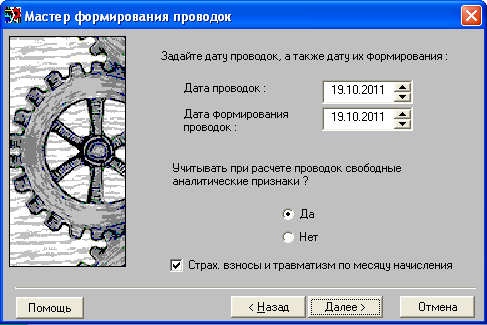 Мастер формирования проводок
Задайте дату проводок, а также дату их формирования :
Дата проводок : 19.10.2011
Дата формирования
проводок : 19.10.2011
Учитывать при расчете проводок свободные
аналитические признаки ?
Да
Нет
Страх. взносы и травматизм по месяцу начисления
Помощь < Назад Далее > Отмена